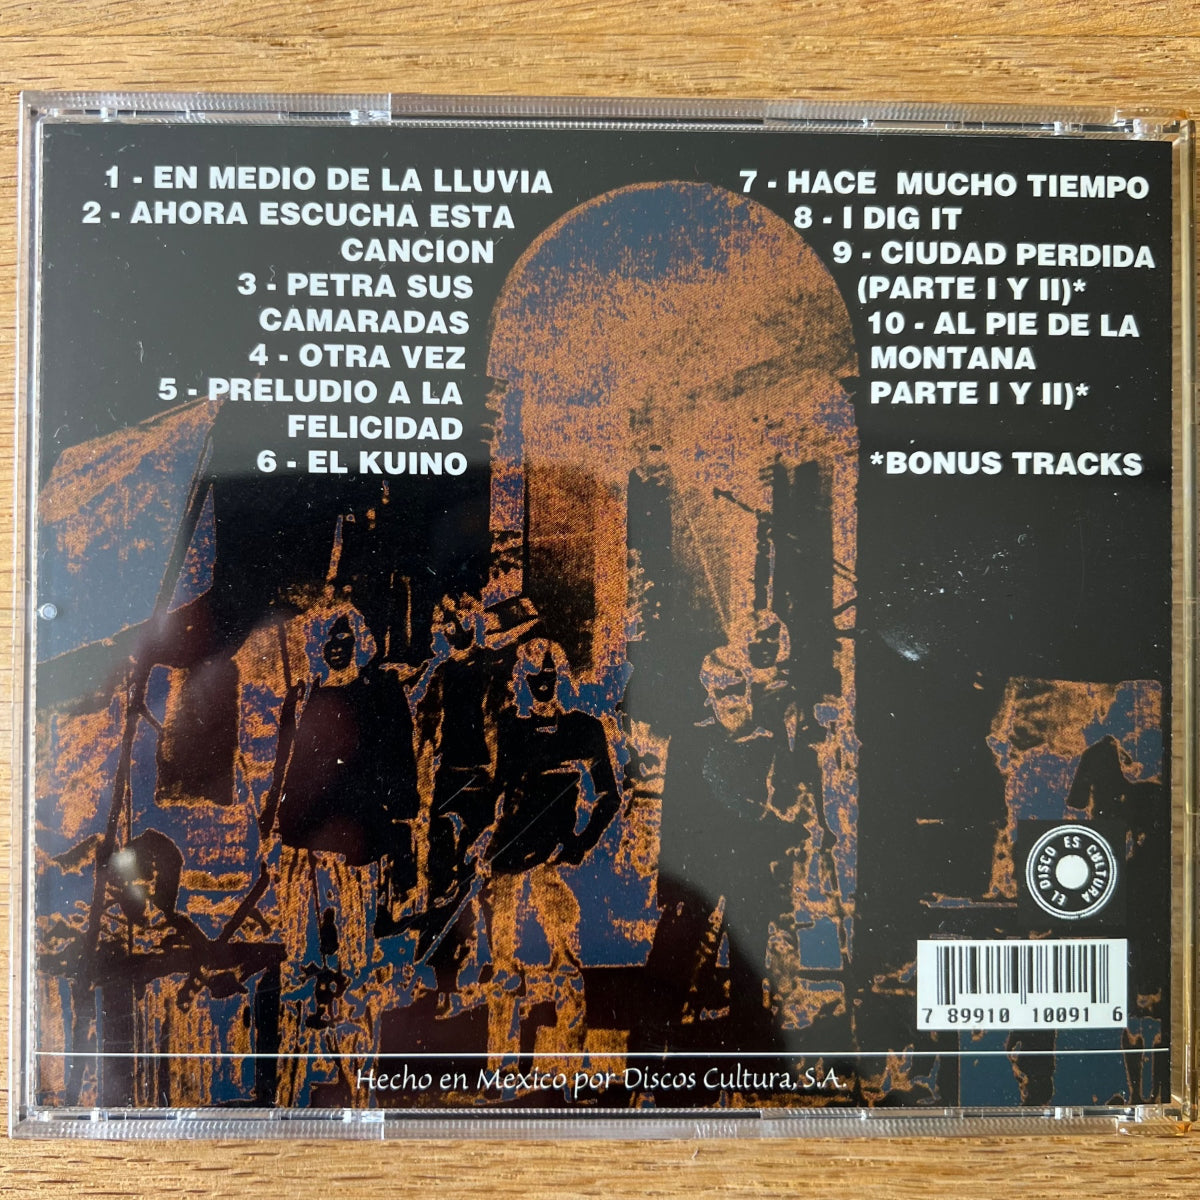 1 - EN MEDIO DE LA LLUVIA
2 - AHORA ESCUCHA ESTA
CANCION
3 - PETRA SUS
CAMARADAS
4 - OTRA VEZ
5 - PRELUDIO A LA
FELICIDAD
6 - EL KUINO
7 - HACE MUCHO TIEMPO
8 - I DIG IT
9 - CIUDAD PERDIDA
(PARTE I Y II)*
10 - AL PIE DE LA
MONTANA
PARTE I Y II)*
*BONUS TRACKS
EL DISCO ES CULTURA
7 89910 10091 6
Hecho en Mexico por Discos Cultura, S.A.